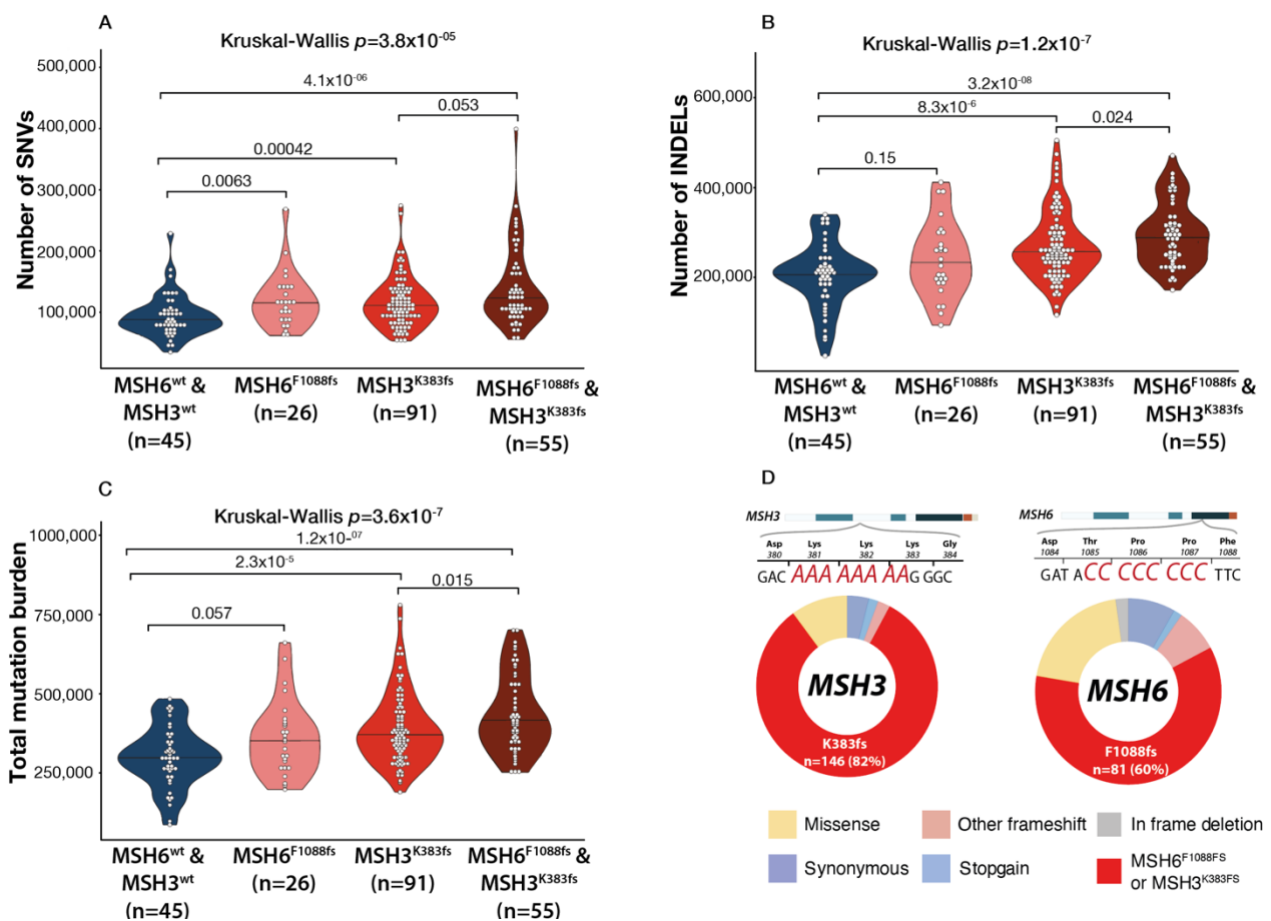 A
Kruskal-Wallis p=3.8x10⁻⁰⁵
Number of SNVs
500,000
400,000
300,000
200,000
100,000
4.1x10⁻⁰⁶
0.053
0.00042
0.0063
MSH6ʷᵗ &
MSH3ʷᵗ
(n=45)
MSH6F1088fs
(n=26)
MSH3K383fs
(n=91)
MSH6F1088fs &
MSH3K383fs
(n=55)
B
Kruskal-Wallis p=1.2x10⁻⁷
Number of INDELs
600,000
400,000
200,000
3.2x10⁻⁰⁸
8.3x10⁻⁶
0.024
0.15
MSH6ʷᵗ &
MSH3ʷᵗ
(n=45)
MSH6F1088fs
(n=26)
MSH3K383fs
(n=91)
MSH6F1088fs &
MSH3K383fs
(n=55)
C
Kruskal-Wallis p=3.6x10⁻⁷
Total mutation burden
1000,000
750,000
500,000
250,000
1.2x10-⁰⁷
2.3x10⁻⁵
0.015
0.057
MSH6ʷᵗ &
MSH3ʷᵗ
(n=45)
MSH6F1088fs
(n=26)
MSH3K383fs
(n=91)
MSH6F1088fs &
MSH3K383fs
(n=55)
D
MSH3
Asp Lys Lys Lys Gly
380 381 382 383 384
GAC AAA AAA AAG GGC
MSH3
K383fs
n=146 (82%)
MSH6
Asp Thr Pro Pro Phe
1084 1085 1086 1087 1088
GAT ACC CCC CCC TTC
MSH6
F1088fs
n=81 (60%)
Missense
Other frameshift
In frame deletion
Synonymous
Stopgain
MSH6F1088FS
or MSH3K383FS